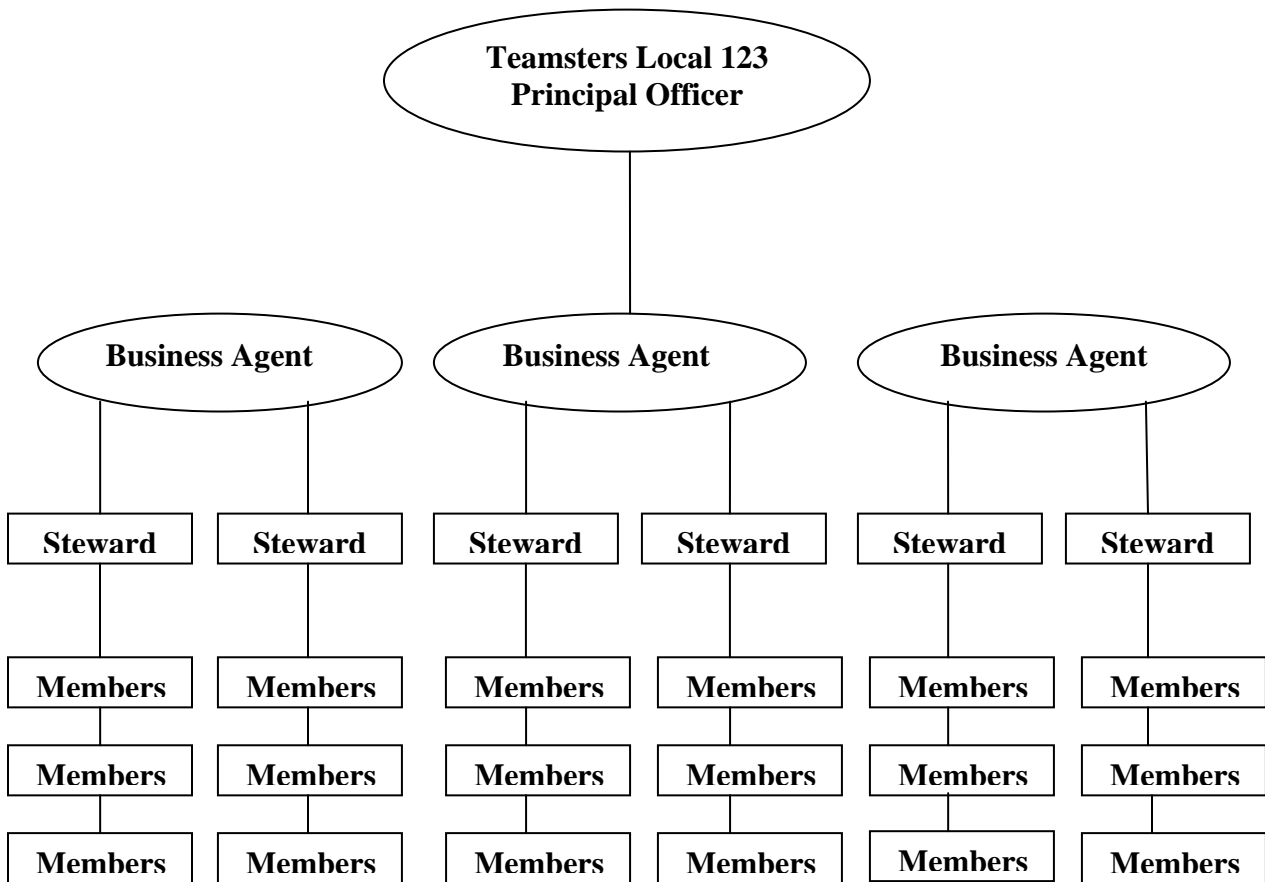 Teamsters Local 123
Principal Officer
Business Agent Business Agent Business Agent
Steward Steward Steward Steward Steward Steward
Members Members Members Members Members Members
Members Members Members Members Members Members
Members Members Members Members Members Members